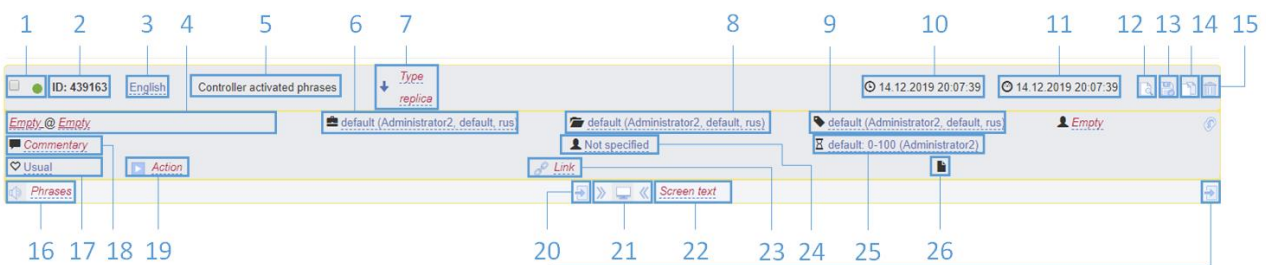 1 2 3 4 5 6 7 8 9 10 11 12 13 14 15
Type
ID: 439163 English Controller activated phrases 14.12.2019 20:07:39 14.12.2019 20:07:39
replica
Empty @ Empty default (Administrator2, default, rus) default (Administrator2, default, rus) default (Administrator2, default, rus) Empty
Commentary Not specified default: 0-100 (Administrator2)
Usual Action Link
Phrases Screen text
16 17 18 19 20 21 22 23 24 25 26